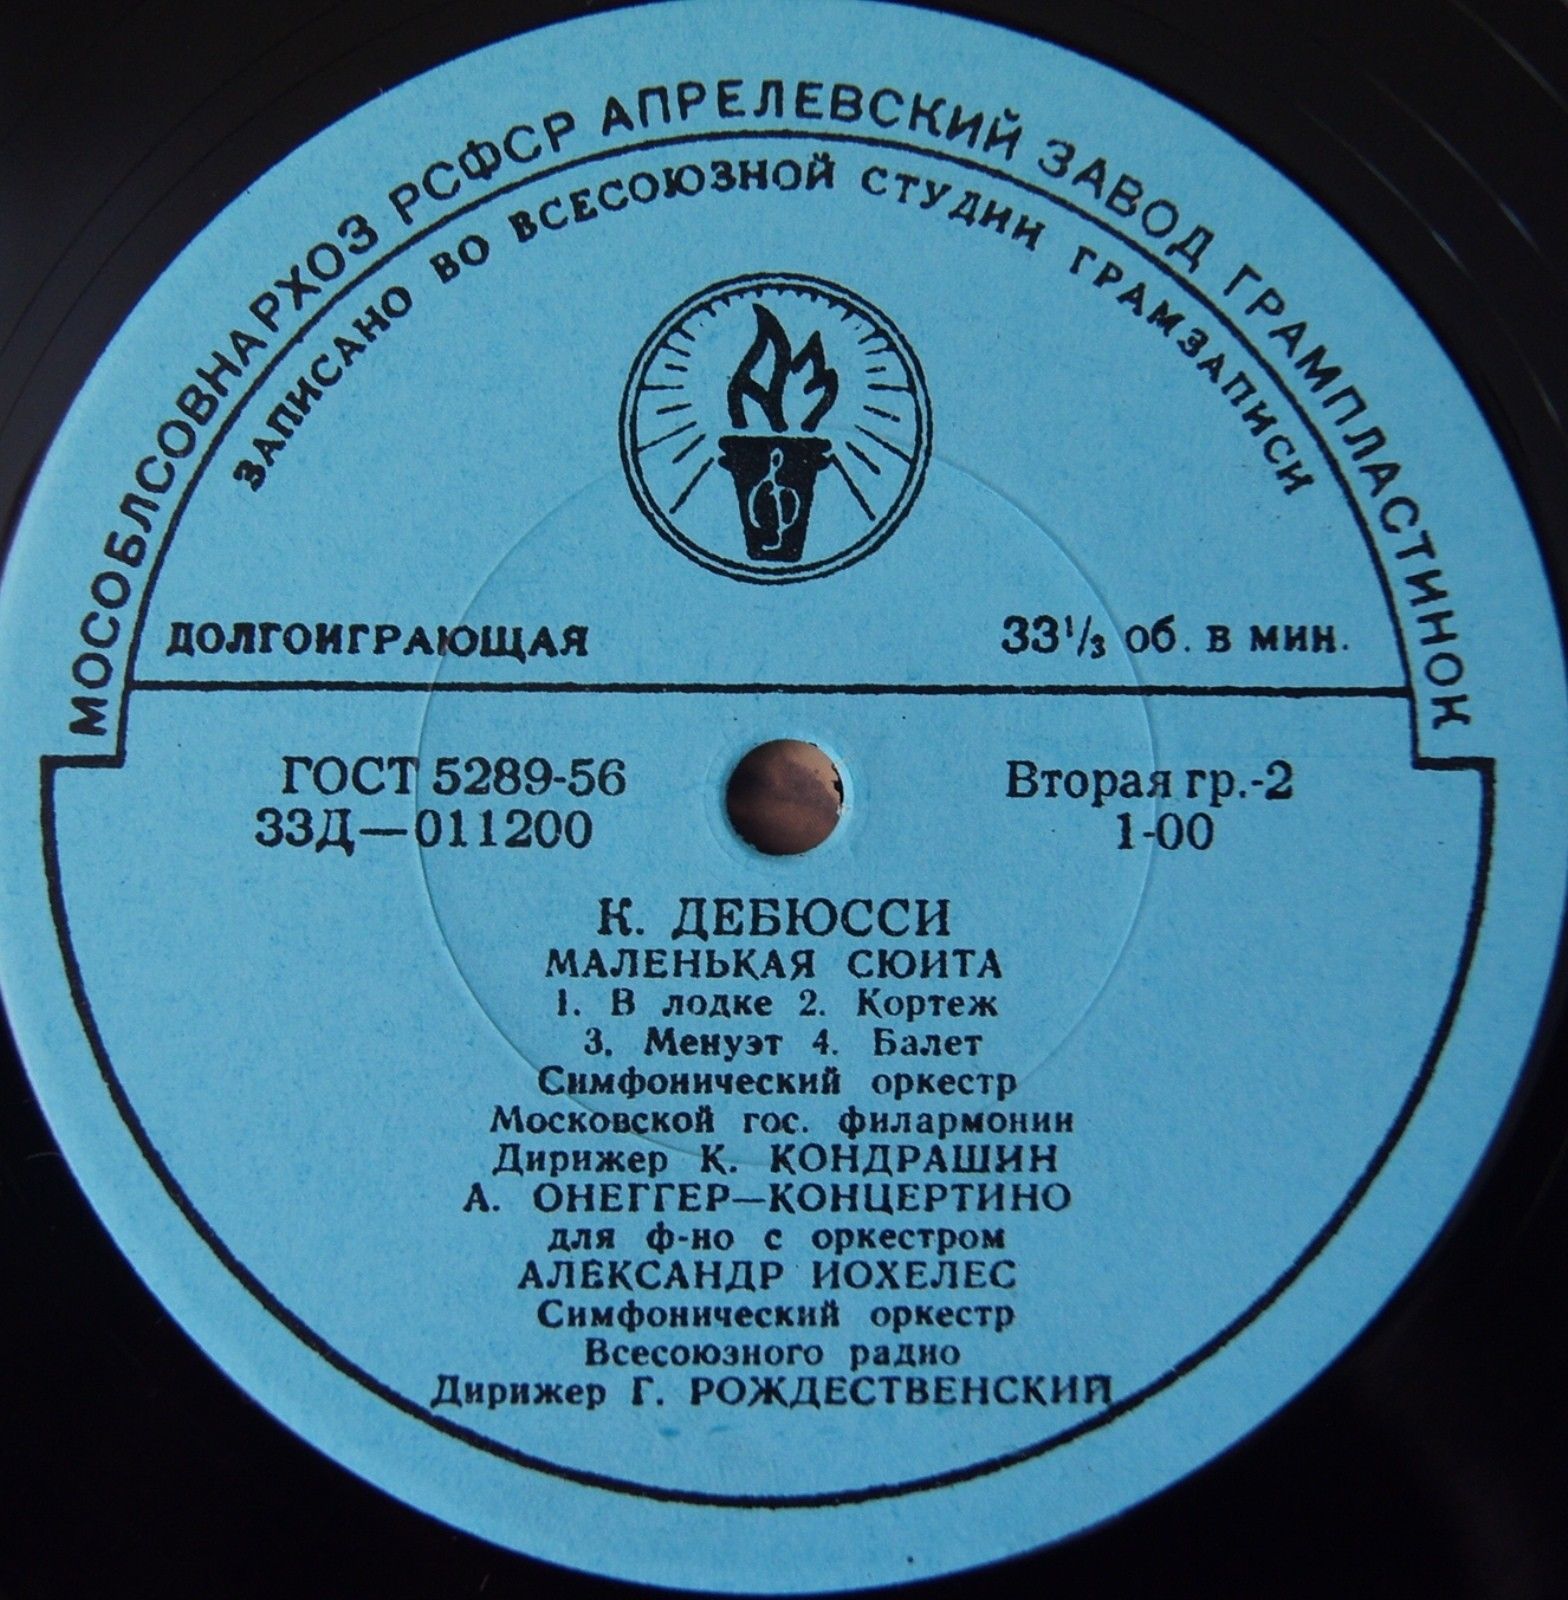 МОСОБЛСОВНАРХОЗ РСФСР АПРЕЛЕВСКИЙ ЗАВОД ГРАМПЛАСТИНОК
ЗАПИСАНО ВО ВСЕСОЮЗНОЙ СТУДИИ ГРАМЗАПИСИ
АЗ
ДОЛГОИГРАЮЩАЯ 33⅓ об. в мин.
ГОСТ 5289-56 Вторая гр.-2
33Д—011200 1-00
К. ДЕБЮССИ
МАЛЕНЬКАЯ СЮИТА
1. В лодке 2. Кортеж
3. Менуэт 4. Балет
Симфонический оркестр
Московской гос. филармонии
Дирижер К. КОНДРАШИН
А. ОНЕГГЕР—КОНЦЕРТИНО
для ф-но с оркестром
АЛЕКСАНДР ИОХЕЛЕС
Симфонический оркестр
Всесоюзного радио
Дирижер Г. РОЖДЕСТВЕНСКИЙ